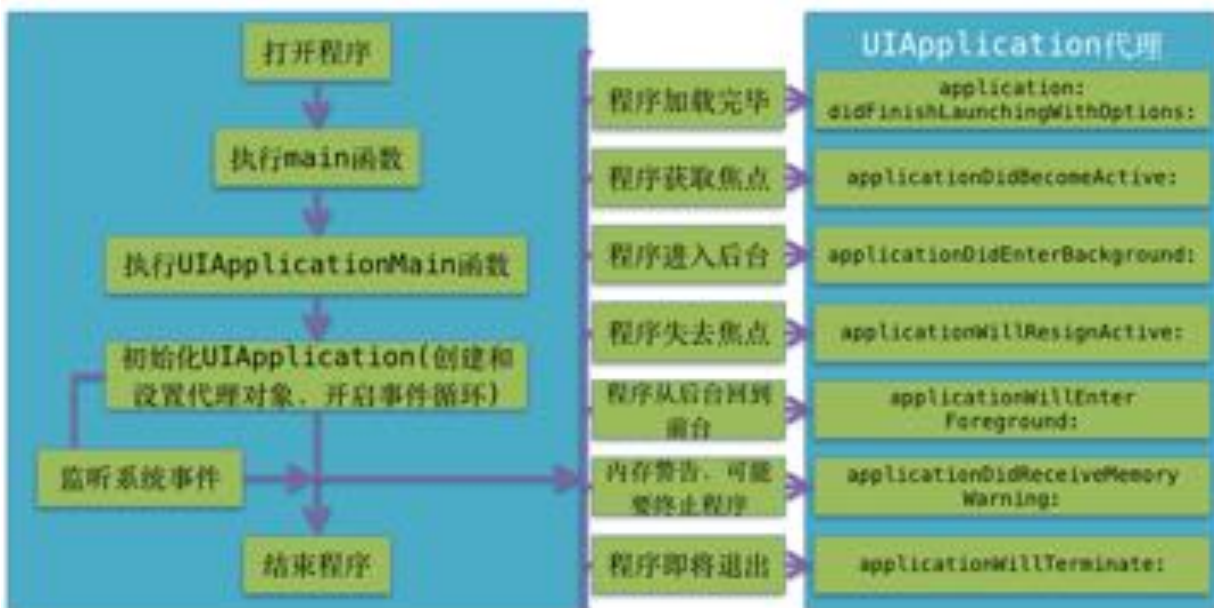 打开程序
执行main函数
执行UIApplicationMain函数
初始化UIApplication(创建和
设置代理对象、开启事件循环)
监听系统事件
结束程序
程序加载完毕
程序获取焦点
程序进入后台
程序失去焦点
程序从后台回到
前台
内存警告、可能
要终止程序
程序即将退出
UIApplication代理
application:
didFinishLaunchingWithOptions:
applicationDidBecomeActive:
applicationDidEnterBackground:
applicationWillResignActive:
applicationWillEnter
Foreground:
applicationDidReceiveMemory
Warning:
applicationWillTerminate: